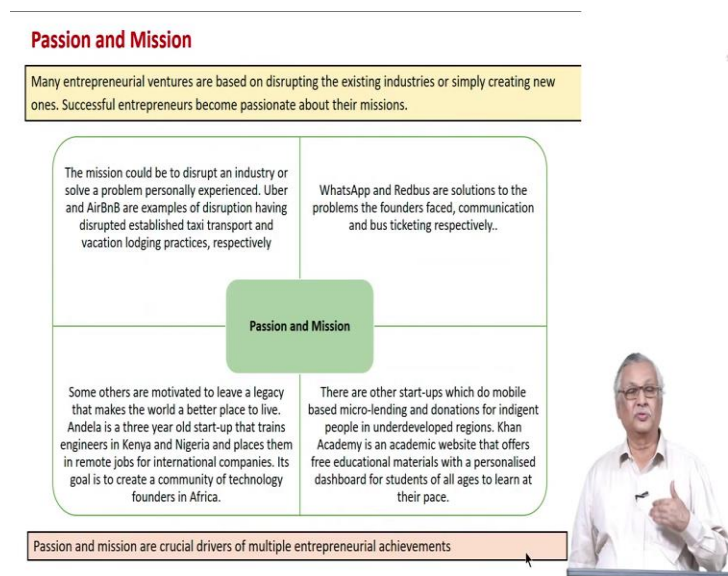 Passion and Mission
Many entrepreneurial ventures are based on disrupting the existing industries or simply creating new
ones. Successful entrepreneurs become passionate about their missions.
The mission could be to disrupt an industry or
solve a problem personally experienced. Uber
and AirBnB are examples of disruption having
disrupted established taxi transport and
vacation lodging practices, respectively
WhatsApp and Redbus are solutions to the
problems the founders faced, communication
and bus ticketing respectively..
Passion and Mission
Some others are motivated to leave a legacy
that makes the world a better place to live.
Andela is a three year old start-up that trains
engineers in Kenya and Nigeria and places them
in remote jobs for international companies. Its
goal is to create a community of technology
founders in Africa.
There are other start-ups which do mobile
based micro-lending and donations for indigent
people in underdeveloped regions. Khan
Academy is an academic website that offers
free educational materials with a personalised
dashboard for students of all ages to learn at
their pace.
Passion and mission are crucial drivers of multiple entrepreneurial achievements